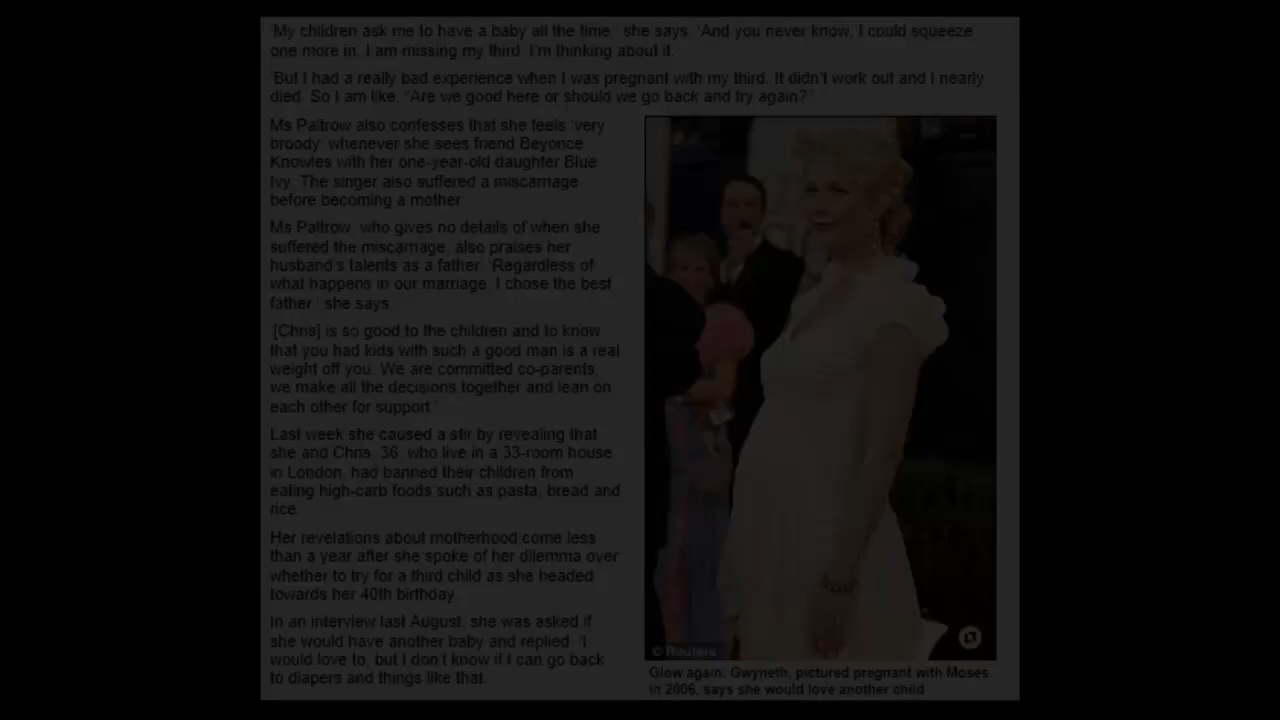 'My children ask me to have a baby all the time,' she says. 'And you never know, I could squeeze
one more in. I am missing my third. I'm thinking about it.
'But I had a really bad experience when I was pregnant with my third. It didn't work out and I nearly
died. So I am like, "Are we good here or should we go back and try again?"'
Ms Paltrow also confesses that she feels 'very
broody' whenever she sees friend Beyonce
Knowles with her one-year-old daughter Blue
Ivy. The singer also suffered a miscarriage
before becoming a mother.
Ms Paltrow, who gives no details of when she
suffered the miscarriage, also praises her
husband's talents as a father. 'Regardless of
what happens in our marriage, I chose the best
father,' she says.
'[Chris] is so good to the children and to know
that you had kids with such a good man is a real
weight off you. We are committed co-parents,
we make all the decisions together and lean on
each other for support.'
Last week she caused a stir by revealing that
she and Chris, 36, who live in a 33-room house
in London, had banned their children from
eating high-carb foods such as pasta, bread and
rice.
Her revelations about motherhood come less
than a year after she spoke of her dilemma over
whether to try for a third child as she headed
towards her 40th birthday.
In an interview last August, she was asked if
she would have another baby and replied: 'I
would love to, but I don't know if I can go back
to diapers and things like that.
© Reuters
Glow again: Gwyneth, pictured pregnant with Moses
in 2006, says she would love another child